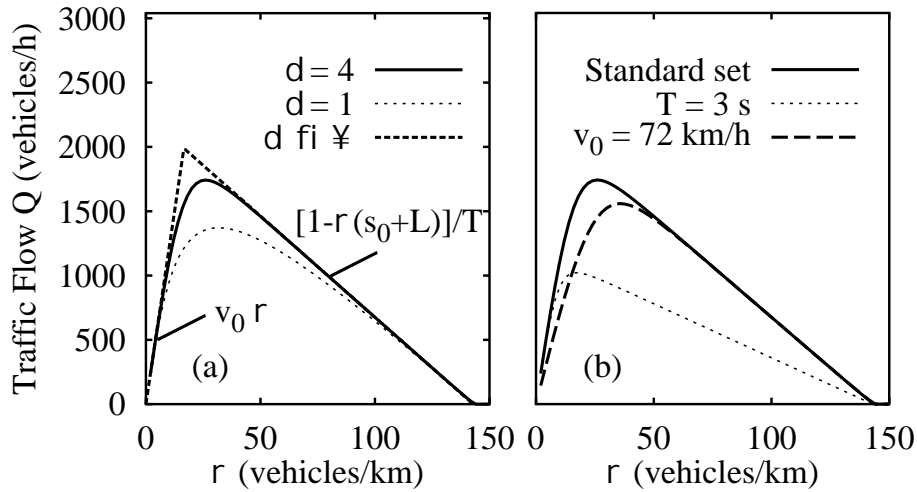 Traffic Flow Q (vehicles/h)
3000
2500
2000
1500
1000
500
0
d = 4
d = 1
d fi ¥
[1-r (s0+L)]/T
v0 r
(a)
0 50 100 150
r (vehicles/km)
Standard set
T = 3 s
v0 = 72 km/h
(b)
0 50 100 150
r (vehicles/km)